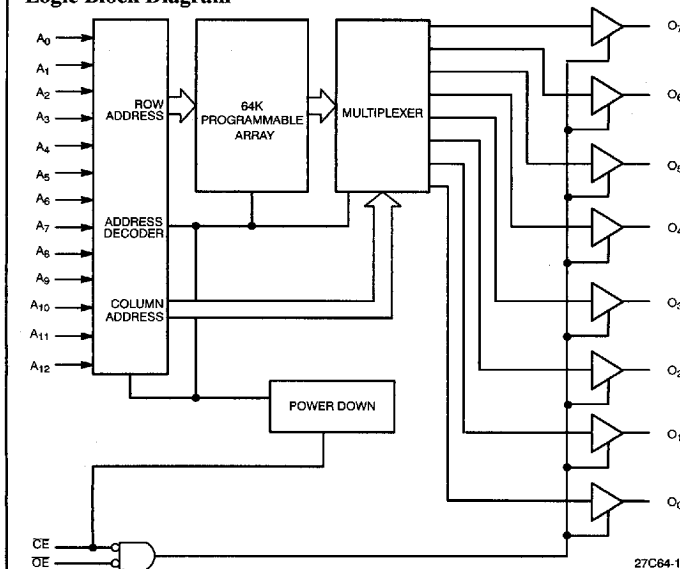 Logic Block Diagram
A0
A1
A2
A3
A4
A5
A6
A7
A8
A9
A10
A11
A12
ROW
ADDRESS
ADDRESS
DECODER
COLUMN
ADDRESS
64K
PROGRAMMABLE
ARRAY
MULTIPLEXER
POWER DOWN
O7
O6
O5
O4
O3
O2
O1
O0
C̅E̅
O̅E̅
27C64-1